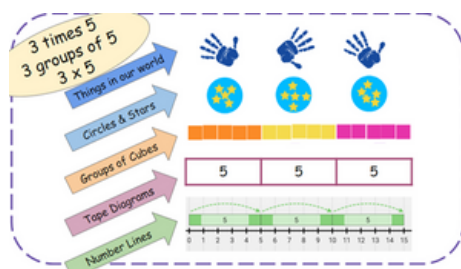 3 times 5
3 groups of 5
3 x 5
Things in our world
Circles & Stars
Groups of Cubes
Tape Diagrams
5 5 5
Number Lines
5 5 5
0 1 2 3 4 5 6 7 8 9 10 11 12 13 14 15